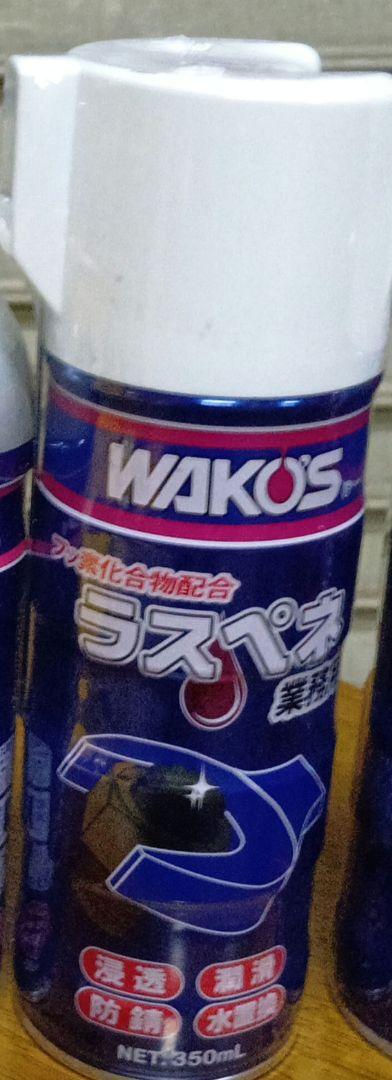 WAKO'S
フッ素化合物配合
ラスペネ
業務用
浸透
潤滑
防錆
水置換
NET:350mL